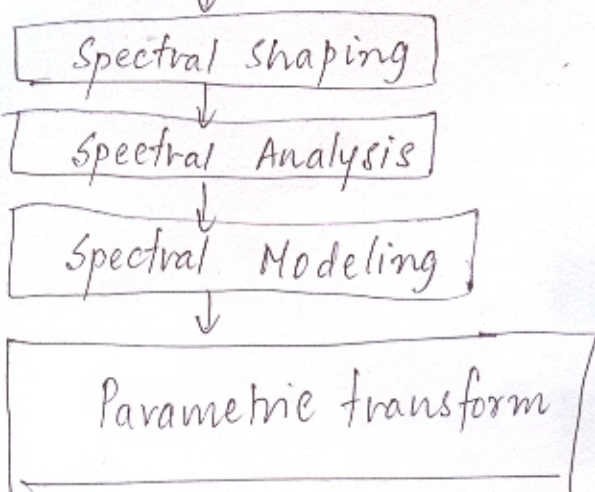 Spectral shaping
Spectral Analysis
Spectral Modeling
Parametric transform